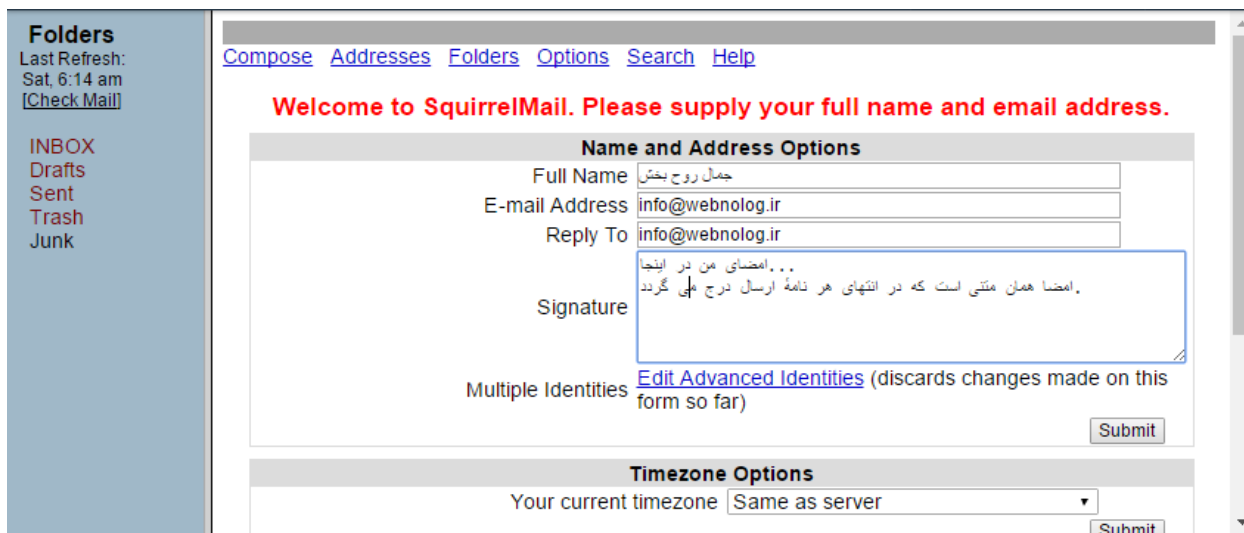 Folders
Last Refresh:
Sat, 6:14 am
[Check Mail]
INBOX
Drafts
Sent
Trash
Junk
Compose Addresses Folders Options Search Help
Welcome to SquirrelMail. Please supply your full name and email address.
Name and Address Options
Full Name جمال روح بخش
E-mail Address info@webnolog.ir
Reply To info@webnolog.ir
Signature
امضای من در اینجا...
امضا همان متنی است که در انتهای هر نامهٔ ارسال درج می گردد.
Multiple Identities Edit Advanced Identities (discards changes made on this
form so far)
Submit
Timezone Options
Your current timezone Same as server
Submit